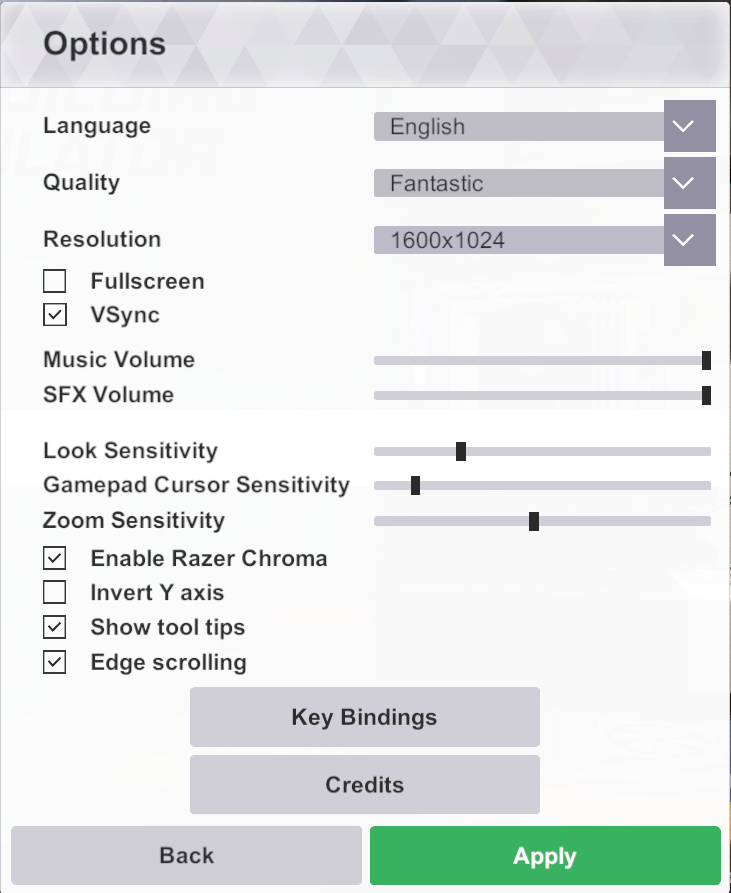 Options
Language English
Quality Fantastic
Resolution 1600x1024
Fullscreen
VSync
Music Volume
SFX Volume
Look Sensitivity
Gamepad Cursor Sensitivity
Zoom Sensitivity
Enable Razer Chroma
Invert Y axis
Show tool tips
Edge scrolling
Key Bindings
Credits
Back Apply